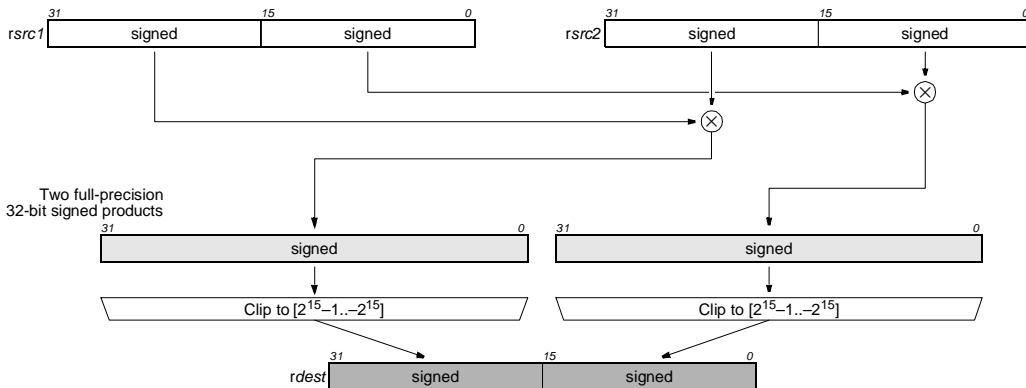 31 15 0 31 15 0
rsrc1 signed signed rsrc2 signed signed
Two full-precision
32-bit signed products
31 0 31 0
signed signed
Clip to [2^15–1..–2^15] Clip to [2^15–1..–2^15]
31 15 0
rdest signed signed